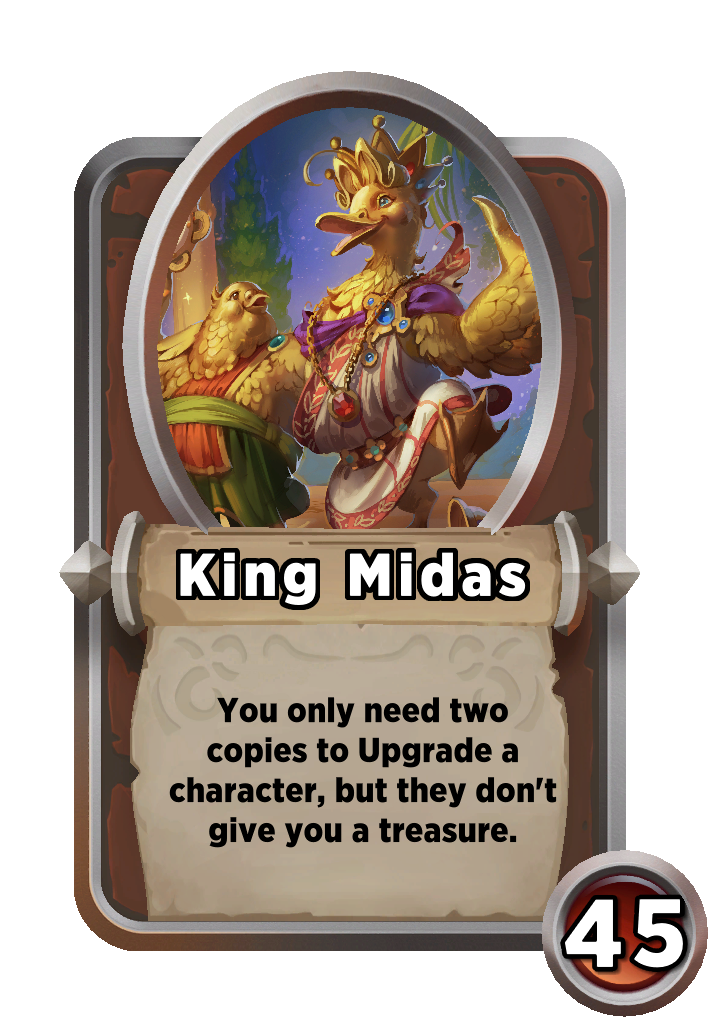 King Midas
You only need two
copies to Upgrade a
character, but they don't
give you a treasure.
45